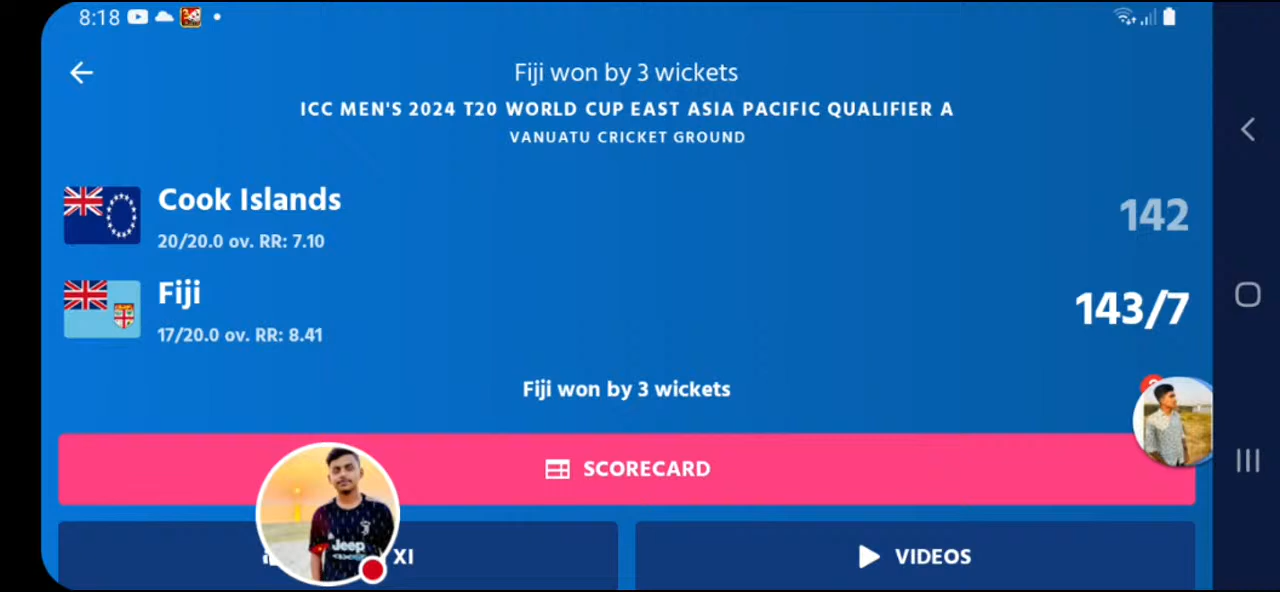 8:18
Fiji won by 3 wickets
ICC MEN'S 2024 T20 WORLD CUP EAST ASIA PACIFIC QUALIFIER A
VANUATU CRICKET GROUND
Cook Islands
142
20/20.0 ov. RR: 7.10
Fiji
143/7
17/20.0 ov. RR: 8.41
Fiji won by 3 wickets
SCORECARD
Jeep
XI
VIDEOS